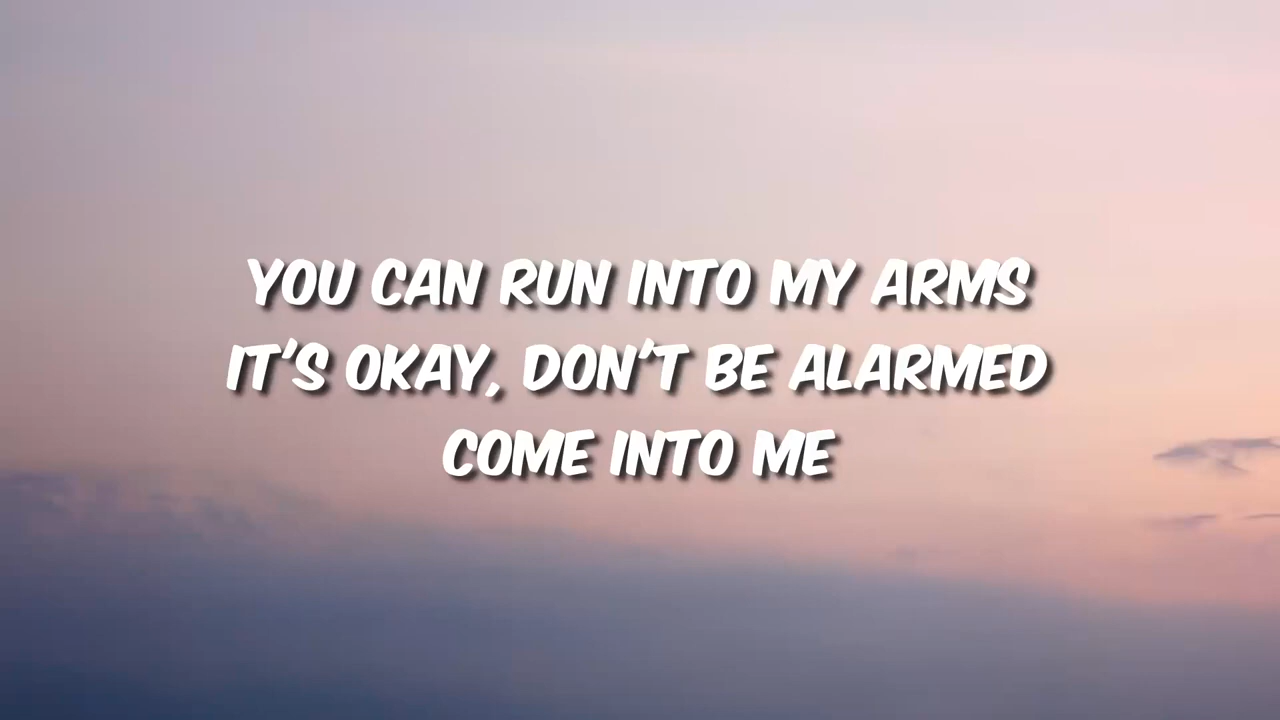 YOU CAN RUN INTO MY ARMS
IT'S OKAY, DON'T BE ALARMED
COME INTO ME